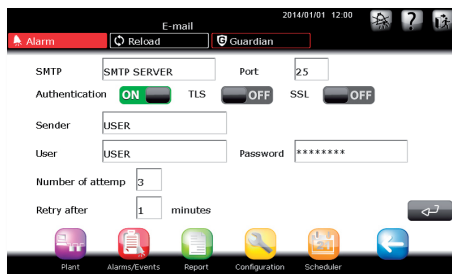 2014/01/01 12:00
E-mail
Alarm Reload Guardian
SMTP SMTP SERVER Port 25
Authentication ON TLS OFF SSL OFF
Sender USER
User USER Password ********
Number of attemp 3
Retry after 1 minutes
Plant Alarms/Events Report Configuration Scheduler